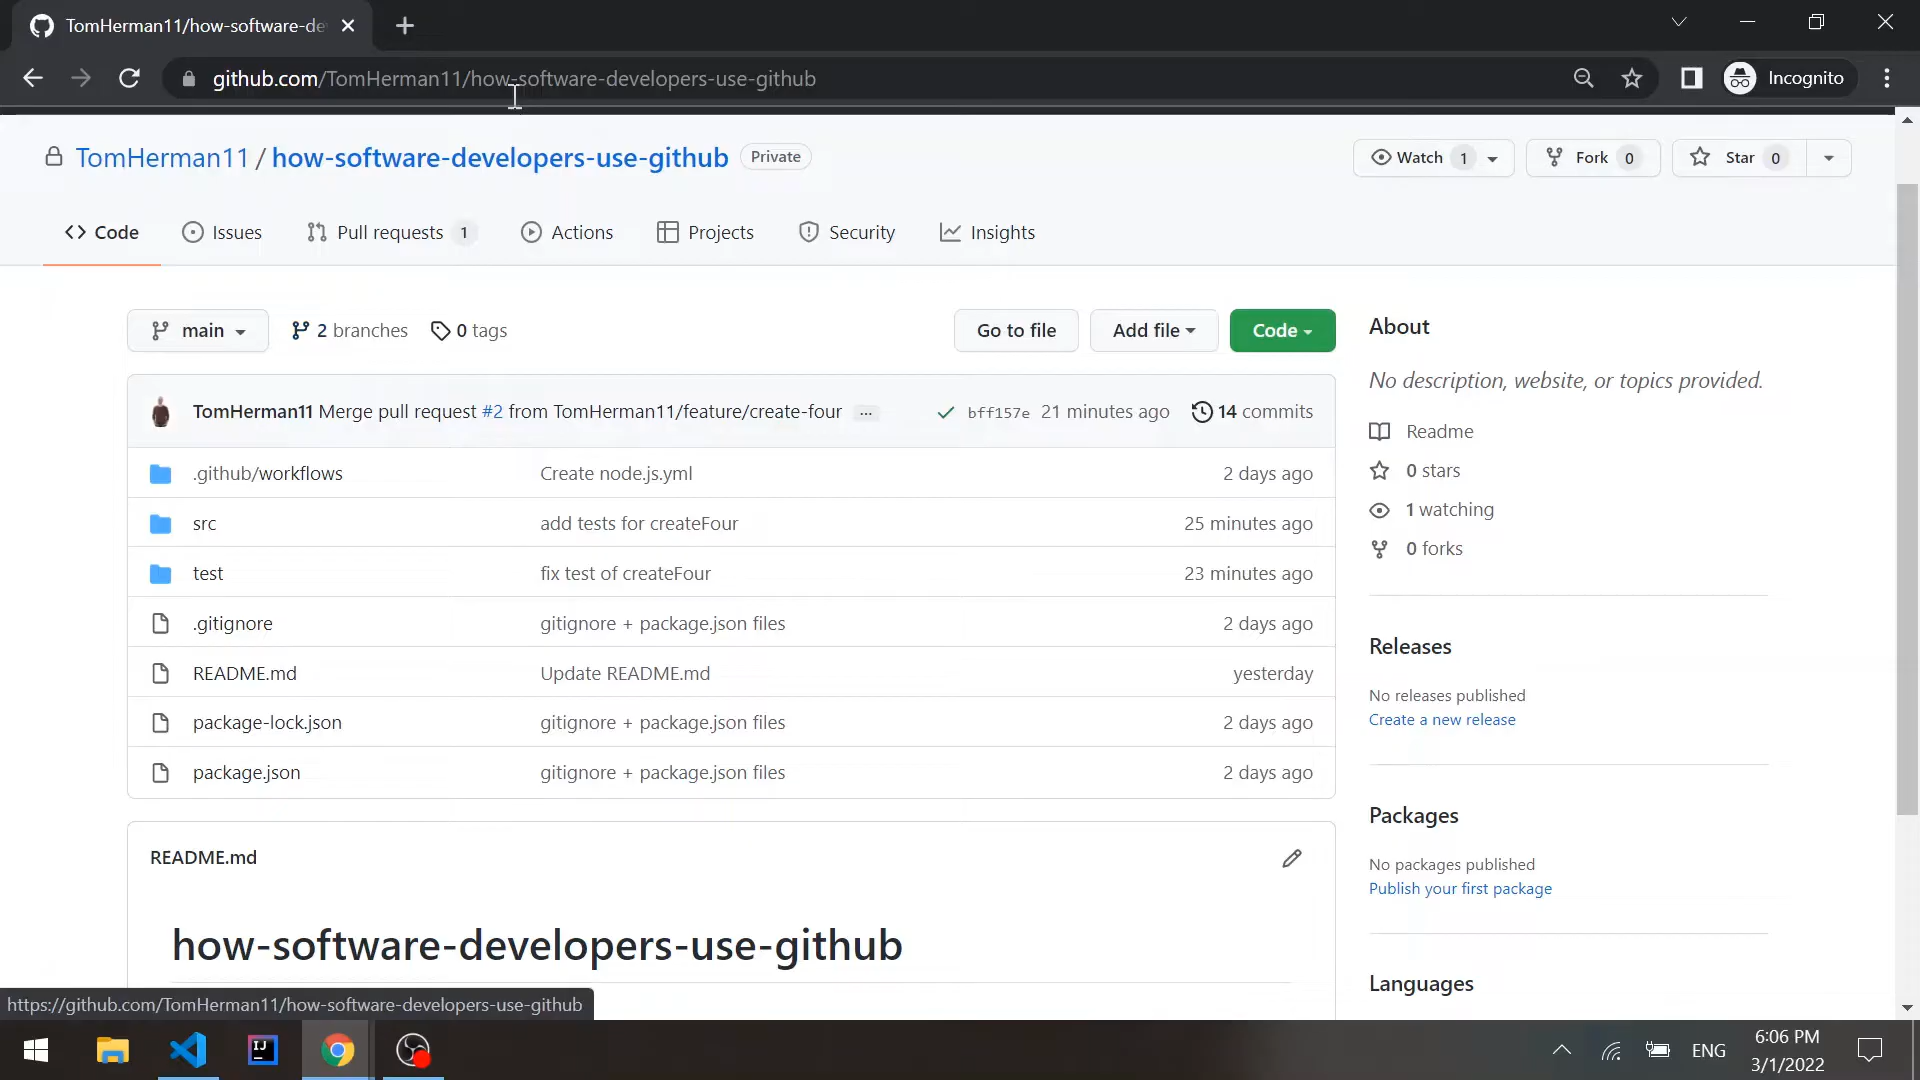 TomHerman11/how-software-de
github.com/TomHerman11/how-software-developers-use-github
Incognito
TomHerman11 / how-software-developers-use-github Private
Watch 1 Fork 0 Star 0
Code Issues Pull requests 1 Actions Projects Security Insights
main 2 branches 0 tags Go to file Add file Code
TomHerman11 Merge pull request #2 from TomHerman11/feature/create-four ... bff157e 21 minutes ago 14 commits
.github/workflows Create node.js.yml 2 days ago
src add tests for createFour 25 minutes ago
test fix test of createFour 23 minutes ago
.gitignore gitignore + package.json files 2 days ago
README.md Update README.md yesterday
package-lock.json gitignore + package.json files 2 days ago
package.json gitignore + package.json files 2 days ago
README.md
how-software-developers-use-github
About
No description, website, or topics provided.
Readme
0 stars
1 watching
0 forks
Releases
No releases published
Create a new release
Packages
No packages published
Publish your first package
Languages
https://github.com/TomHerman11/how-software-developers-use-github
IJ
ENG
6:06 PM
3/1/2022